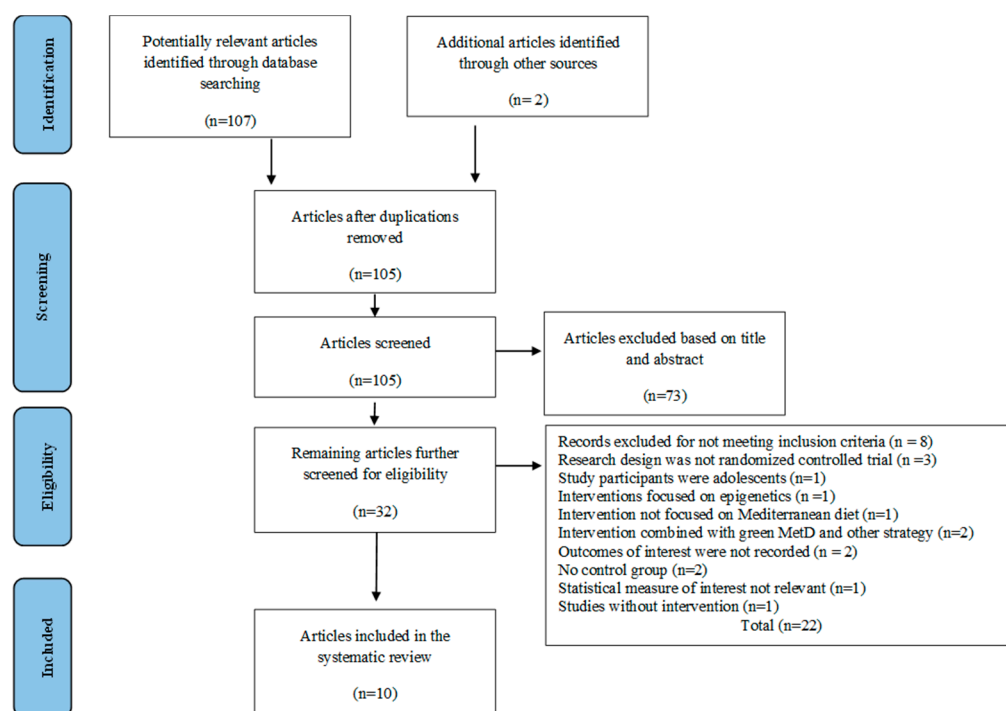 Identification
Potentially relevant articles
identified through database
searching
(n=107)
Additional articles identified
through other sources
(n= 2)
Screening
Articles after duplications
removed
(n=105)
Articles screened
(n=105)
Articles excluded based on title
and abstract
(n=73)
Eligibility
Remaining articles further
screened for eligibility
(n=32)
Records excluded for not meeting inclusion criteria (n = 8)
Research design was not randomized controlled trial (n =3)
Study participants were adolescents (n=1)
Interventions focused on epigenetics (n =1)
Intervention not focused on Mediterranean diet (n=1)
Intervention combined with green MetD and other strategy (n=2)
Outcomes of interest were not recorded (n = 2)
No control group (n=2)
Statistical measure of interest not relevant (n=1)
Studies without intervention (n=1)
Total (n=22)
Included
Articles included in the
systematic review
(n=10)